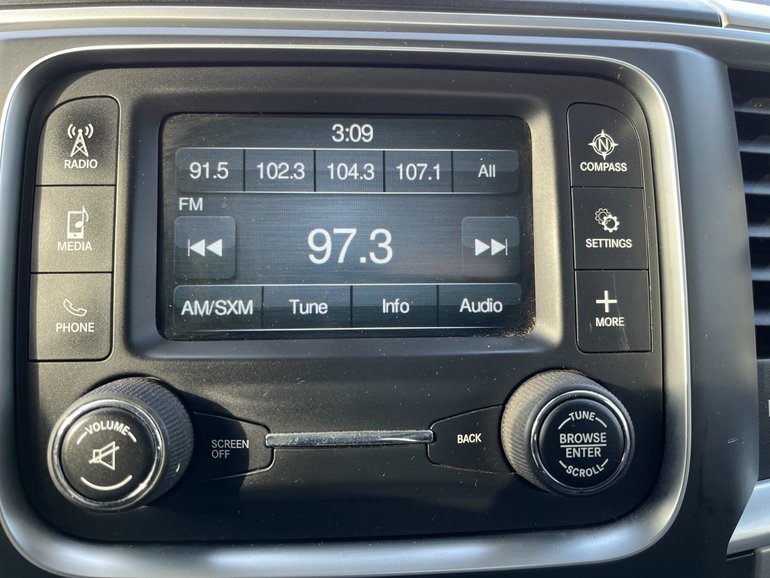 3:09
91.5 102.3 104.3 107.1 All
FM
97.3
AM/SXM Tune Info Audio
RADIO
MEDIA
PHONE
N
COMPASS
SETTINGS
MORE
VOLUME
SCREEN
OFF
BACK
TUNE
BROWSE
ENTER
SCROLL